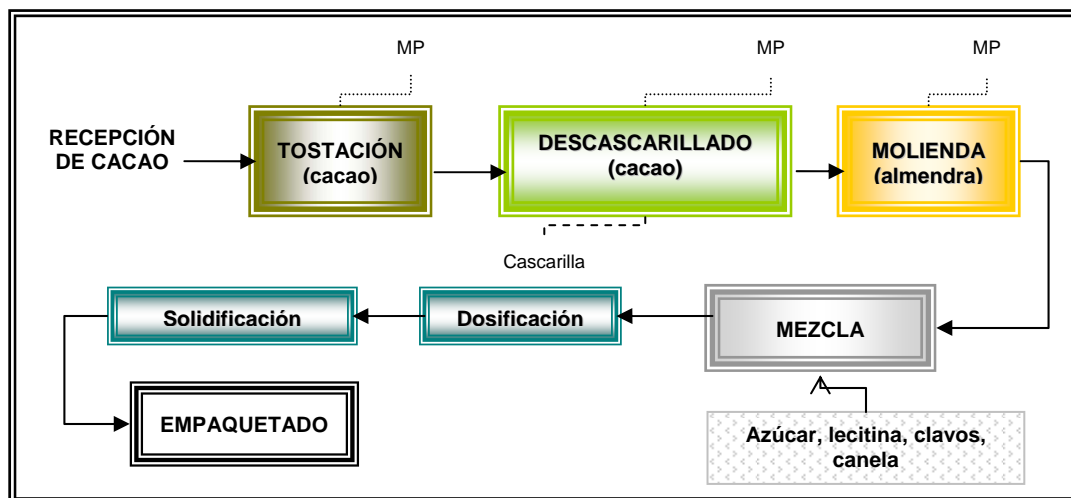 MP
MP
MP
RECEPCIÓN
DE CACAO
TOSTACIÓN
(cacao)
DESCASCARILLADO
(cacao)
MOLIENDA
(almendra)
Cascarilla
Solidificación
Dosificación
MEZCLA
EMPAQUETADO
Azúcar, lecitina, clavos,
canela